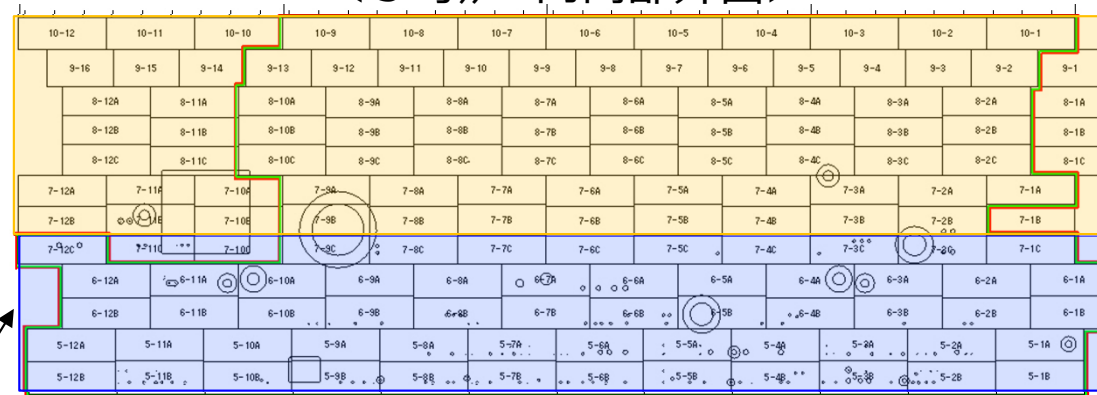 10-12 10-11 10-10 10-9 10-8 10-7 10-6 10-5 10-4 10-3 10-2 10-1
9-16 9-15 9-14 9-13 9-12 9-11 9-10 9-9 9-8 9-7 9-6 9-5 9-4 9-3 9-2 9-1
8-12A 8-11A 8-10A 8-9A 8-8A 8-7A 8-6A 8-5A 8-4A 8-3A 8-2A 8-1A
8-12B 8-11B 8-10B 8-9B 8-8B 8-7B 8-6B 8-5B 8-4B 8-3B 8-2B 8-1B
8-12C 8-11C 8-10C 8-9C 8-8C 8-7C 8-6C 8-5C 8-4C 8-3C 8-2C 8-1C
7-12A 7-11A 7-10A 7-9A 7-8A 7-7A 7-6A 7-5A 7-4A 7-3A 7-2A 7-1A
7-12B 7-11B 7-10B 7-9B 7-8B 7-7B 7-6B 7-5B 7-4B 7-3B 7-2B 7-1B
7-12C 7-11C 7-10C 7-9C 7-8C 7-7C 7-6C 7-5C 7-4C 7-3C 7-2C 7-1C
6-12A 6-11A 6-10A 6-9A 6-8A 6-7A 6-6A 6-5A 6-4A 6-3A 6-2A 6-1A
6-12B 6-11B 6-10B 6-9B 6-8B 6-7B 6-6B 6-5B 6-4B 6-3B 6-2B 6-1B
5-12A 5-11A 5-10A 5-9A 5-8A 5-7A 5-6A 5-5A 5-4A 5-3A 5-2A 5-1A
5-12B 5-11B 5-10B 5-9B 5-8B 5-7B 5-6B 5-5B 5-4B 5-3B 5-2B 5-1B